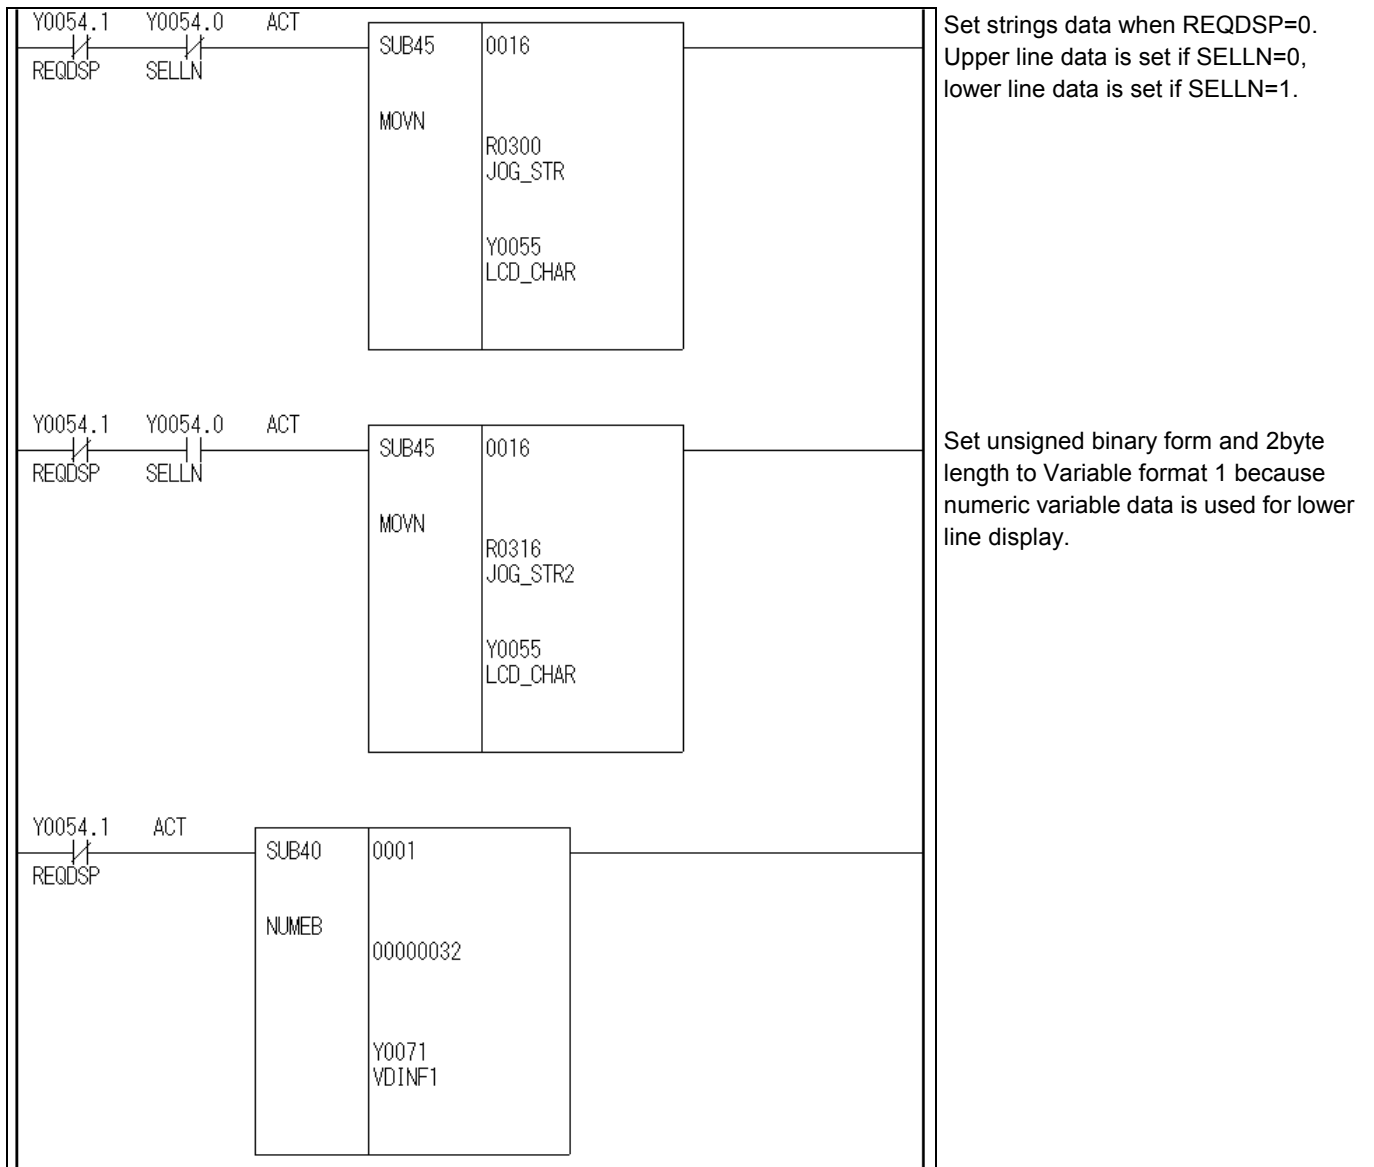 Y0054.1 Y0054.0 ACT
REQDSP SELLN
SUB45 0016
MOVN
R0300
JOG_STR
Y0055
LCD_CHAR
Set strings data when REQDSP=0.
Upper line data is set if SELLN=0,
lower line data is set if SELLN=1.
Y0054.1 Y0054.0 ACT
REQDSP SELLN
SUB45 0016
MOVN
R0316
JOG_STR2
Y0055
LCD_CHAR
Set unsigned binary form and 2byte
length to Variable format 1 because
numeric variable data is used for lower
line display.
Y0054.1 ACT
REQDSP
SUB40 0001
NUMEB
00000032
Y0071
VDINF1